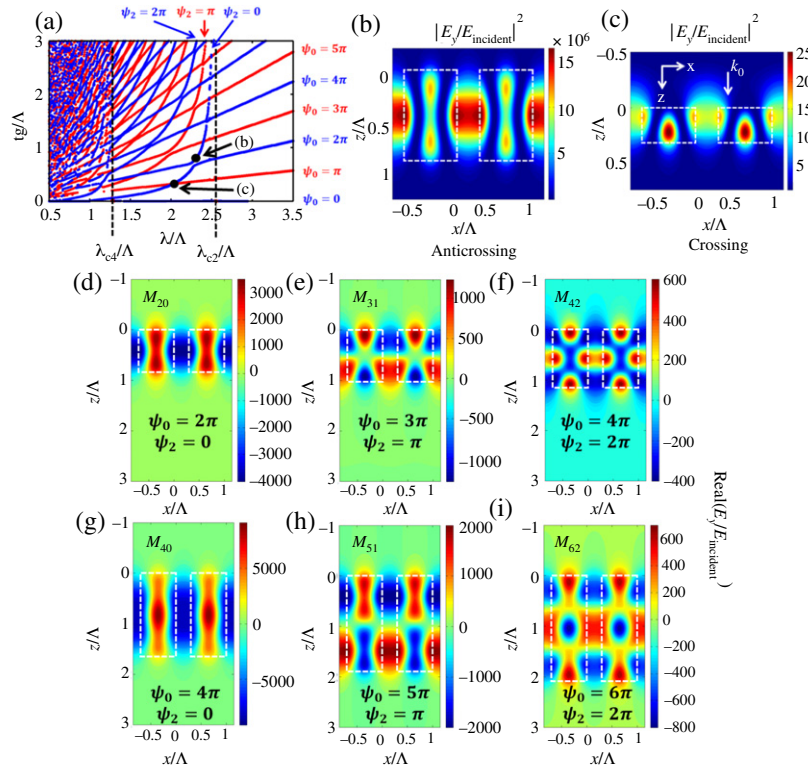 (a)
ψ₂ = 2π ψ₂ = π ψ₂ = 0
3
2
1
0
tg/Λ
0.5 1 1.5 2 2.5 3 3.5
λc4/Λ λ/Λ λc2/Λ
ψ₀ = 5π
ψ₀ = 4π
ψ₀ = 3π
ψ₀ = 2π
ψ₀ = π
ψ₀ = 0
(b)
(c)
(b)
|Ey/Eincident|²
× 10⁶
15
10
5
0
0.5
1
z/Λ
−0.5 0 0.5 1
x/Λ
Anticrossing
(c)
|Ey/Eincident|²
x
z
k₀
25
20
15
10
5
−0.5
0
0.5
z/Λ
−0.5 0 0.5 1
x/Λ
Crossing
(d)
M20
ψ₀ = 2π
ψ₂ = 0
−1
0
1
2
3
z/Λ
−0.5 0 0.5 1
x/Λ
3000
2000
1000
0
−1000
−2000
−3000
−4000
(e)
M31
ψ₀ = 3π
ψ₂ = π
−1
0
1
2
3
z/Λ
−0.5 0 0.5 1
x/Λ
1000
500
0
−500
−1000
(f)
M42
ψ₀ = 4π
ψ₂ = 2π
−1
0
1
2
3
z/Λ
−0.5 0 0.5 1
x/Λ
600
400
200
0
−200
−400
Real(Ey/Eincident)
(g)
M40
ψ₀ = 4π
ψ₂ = 0
−1
0
1
2
3
z/Λ
−0.5 0 0.5 1
x/Λ
5000
0
−5000
(h)
M51
ψ₀ = 5π
ψ₂ = π
−1
0
1
2
3
z/Λ
−0.5 0 0.5 1
x/Λ
2000
1000
0
−1000
−2000
(i)
M62
ψ₀ = 6π
ψ₂ = 2π
−1
0
1
2
3
z/Λ
−0.5 0 0.5 1
x/Λ
600
400
200
0
−200
−400
−600
−800